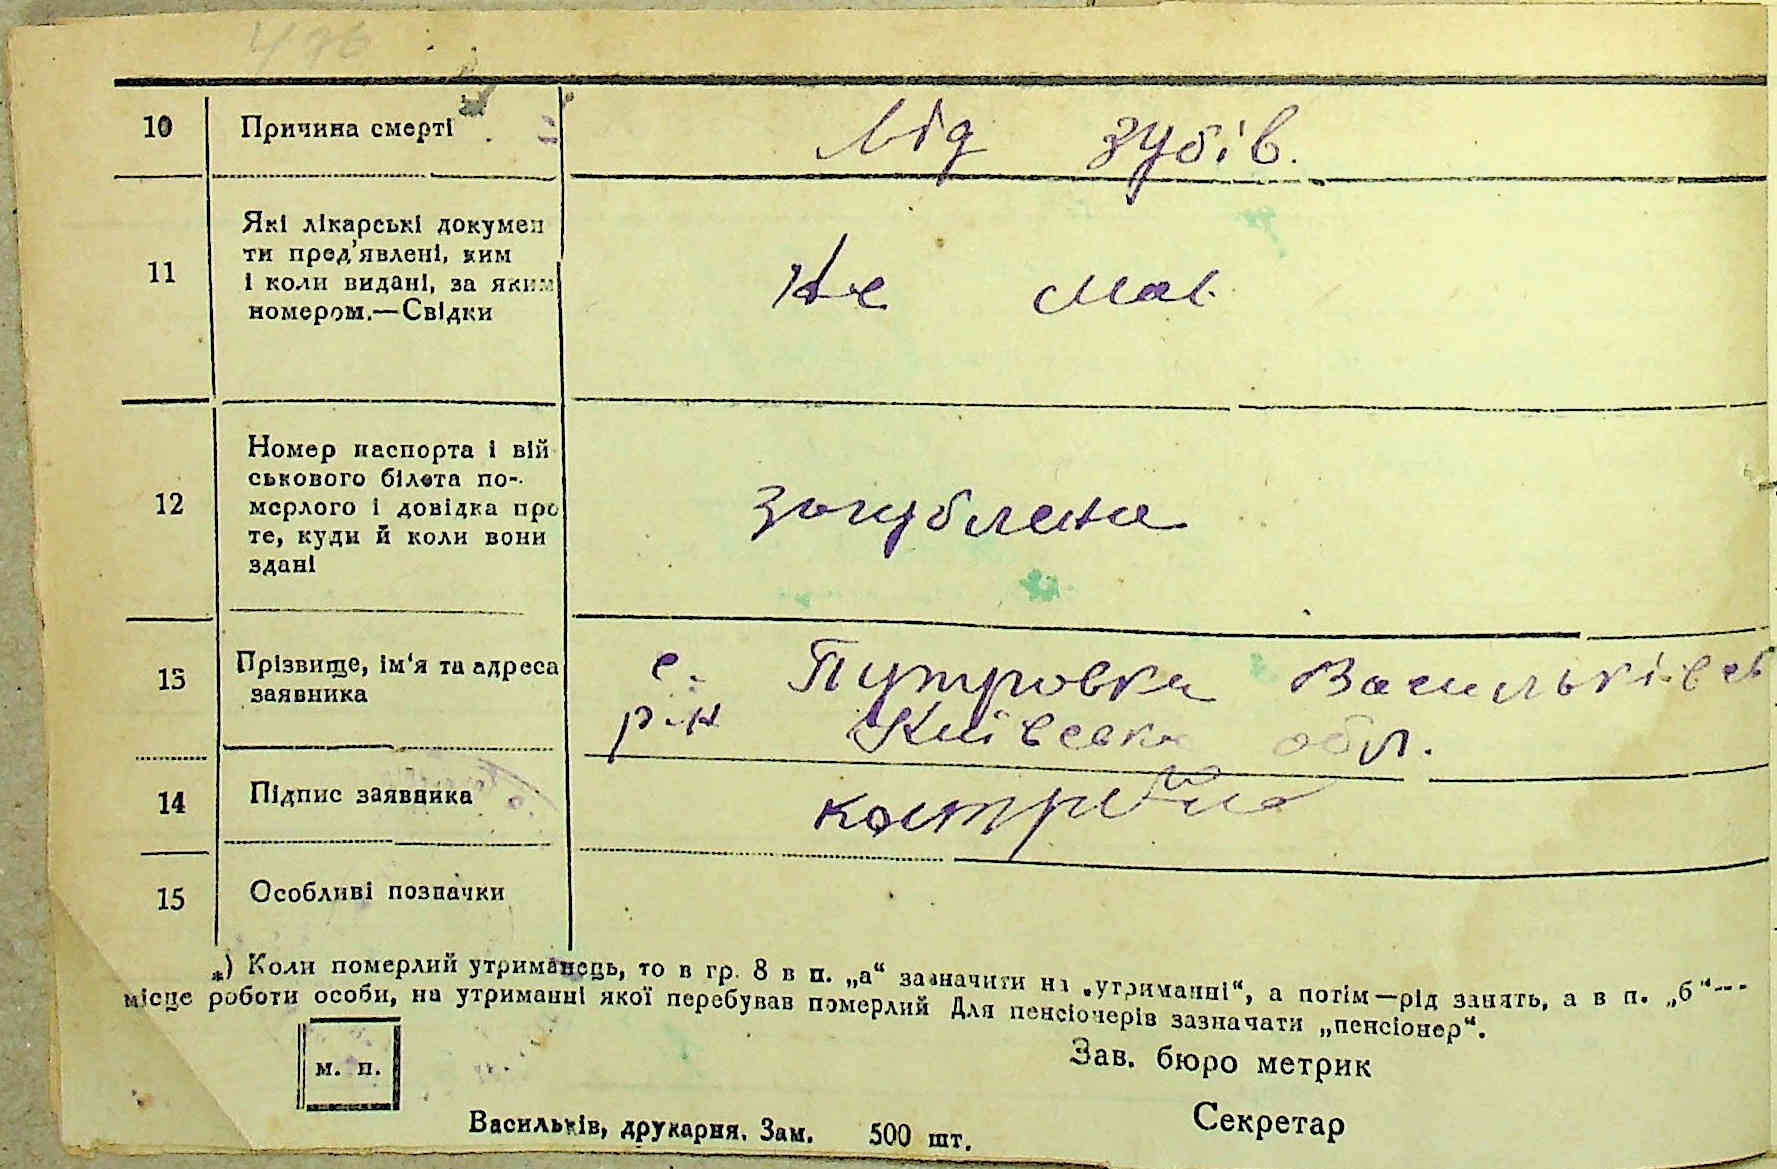 476
10 Причина смерті від зубів.
11 Які лікарські докумен
ти пред'явлені, ким
і коли видані, за яким
номером.—Свідки
Не мав.
12 Номер паспорта і вій
ськового білета по-
мерлого і довідка про
те, куди й коли вони
здані
загублена
13 Прізвище, ім'я та адреса
заявника
с. Путровка Васильківсь
р-н Київська обл.
14 Підпис заявника
15 Особливі позначки
*) Коли померлий утриманець, то в гр. 8 в п. „а“ зазначити на „утриманні“, а потім—рід занять, а в п. „б“---
місце роботи особи, на утриманні якої перебував померлий Для пенсіонерів зазначати „пенсіонер“.
м. п.
Зав. бюро метрик
Секретар
Васильків, друкарня. Зам. 500 шт.